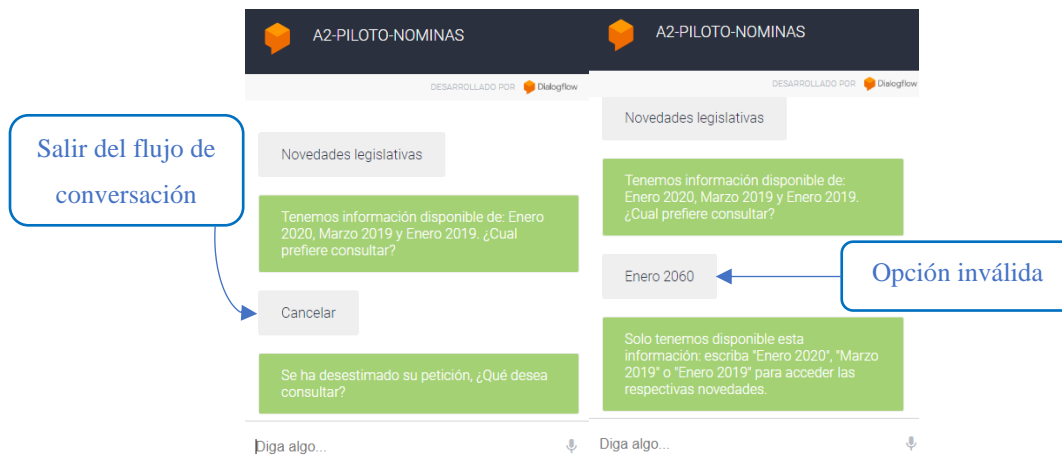 A2-PILOTO-NOMINAS
DESARROLLADO POR Dialogflow
Novedades legislativas
Tenemos información disponible de: Enero
2020, Marzo 2019 y Enero 2019. ¿Cual
prefiere consultar?
Cancelar
Se ha desestimado su petición, ¿Qué desea
consultar?
Diga algo...
Salir del flujo de
conversación
A2-PILOTO-NOMINAS
DESARROLLADO POR Dialogflow
Novedades legislativas
Tenemos información disponible de:
Enero 2020, Marzo 2019 y Enero 2019.
¿Cual prefiere consultar?
Enero 2060
Solo tenemos disponible esta
información: escriba "Enero 2020", "Marzo
2019" o "Enero 2019" para acceder las
respectivas novedades.
Diga algo...
Opción inválida